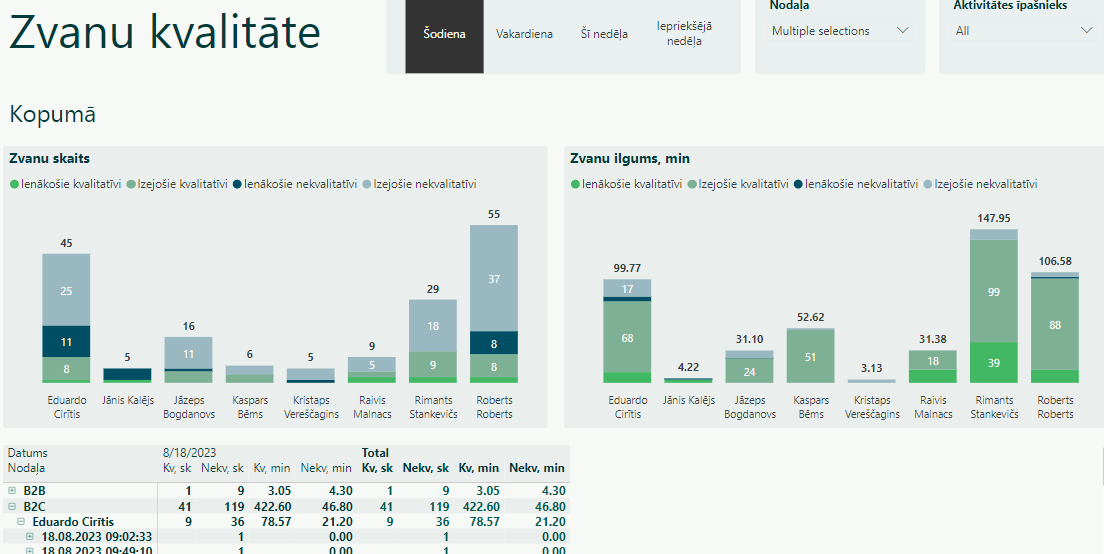 Zvanu kvalitāte
Šodiena
Vakardiena
Šī nedēļa
Iepriekšējā
nedēļa
Nodaļa
Multiple selections
Aktivitātes īpašnieks
All
Kopumā
Zvanu skaits
Ienākošie kvalitatīvi Izejošie kvalitatīvi Ienākošie nekvalitatīvi Izejošie nekvalitatīvi
45 5 16 6 5 9 29 55
25 11 8
11
5
18 9
37 8 8
Eduardo
Cirītis
Jānis Kalējs
Jāzeps
Bogdanovs
Kaspars
Bēms
Kristaps
Vereščagins
Raivis
Malnacs
Rimants
Stankevičs
Roberts
Roberts
Zvanu ilgums, min
Ienākošie kvalitatīvi Izejošie kvalitatīvi Ienākošie nekvalitatīvi Izejošie nekvalitatīvi
99.77 4.22 31.10 52.62 3.13 31.38 147.95 106.58
17 68
24
51
18
99 39
88
Eduardo
Cirītis
Jānis Kalējs
Jāzeps
Bogdanovs
Kaspars
Bēms
Kristaps
Vereščagins
Raivis
Malnacs
Rimants
Stankevičs
Roberts
Roberts
Datums 8/18/2023 Total
Nodaļa Kv, sk Nekv, sk Kv, min Nekv, min Kv, sk Nekv, sk Kv, min Nekv, min
B2B 1 9 3.05 4.30 1 9 3.05 4.30
B2C 41 119 422.60 46.80 41 119 422.60 46.80
Eduardo Cirītis 9 36 78.57 21.20 9 36 78.57 21.20
18.08.2023 09:02:33 1 0.00 1 0.00
18.08.2023 09:49:10 1 0.00 1 0.00